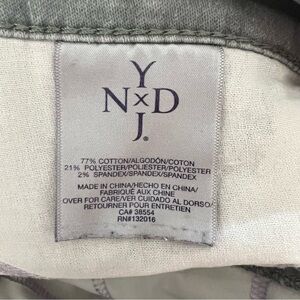 Y
N×D
J®
77% COTTON/ALGODÓN/COTON
21% POLYESTER/POLIESTER/POLYESTER
2% SPANDEX/SPANDEX/SPANDEX
MADE IN CHINA/HECHO EN CHINA/
FABRIQUÉ AUX CHINE
OVER FOR CARE/VER CUIDADO AL DORSO/
RETOURNER POUR ENTRETIEN
CA# 38554
RN#132016